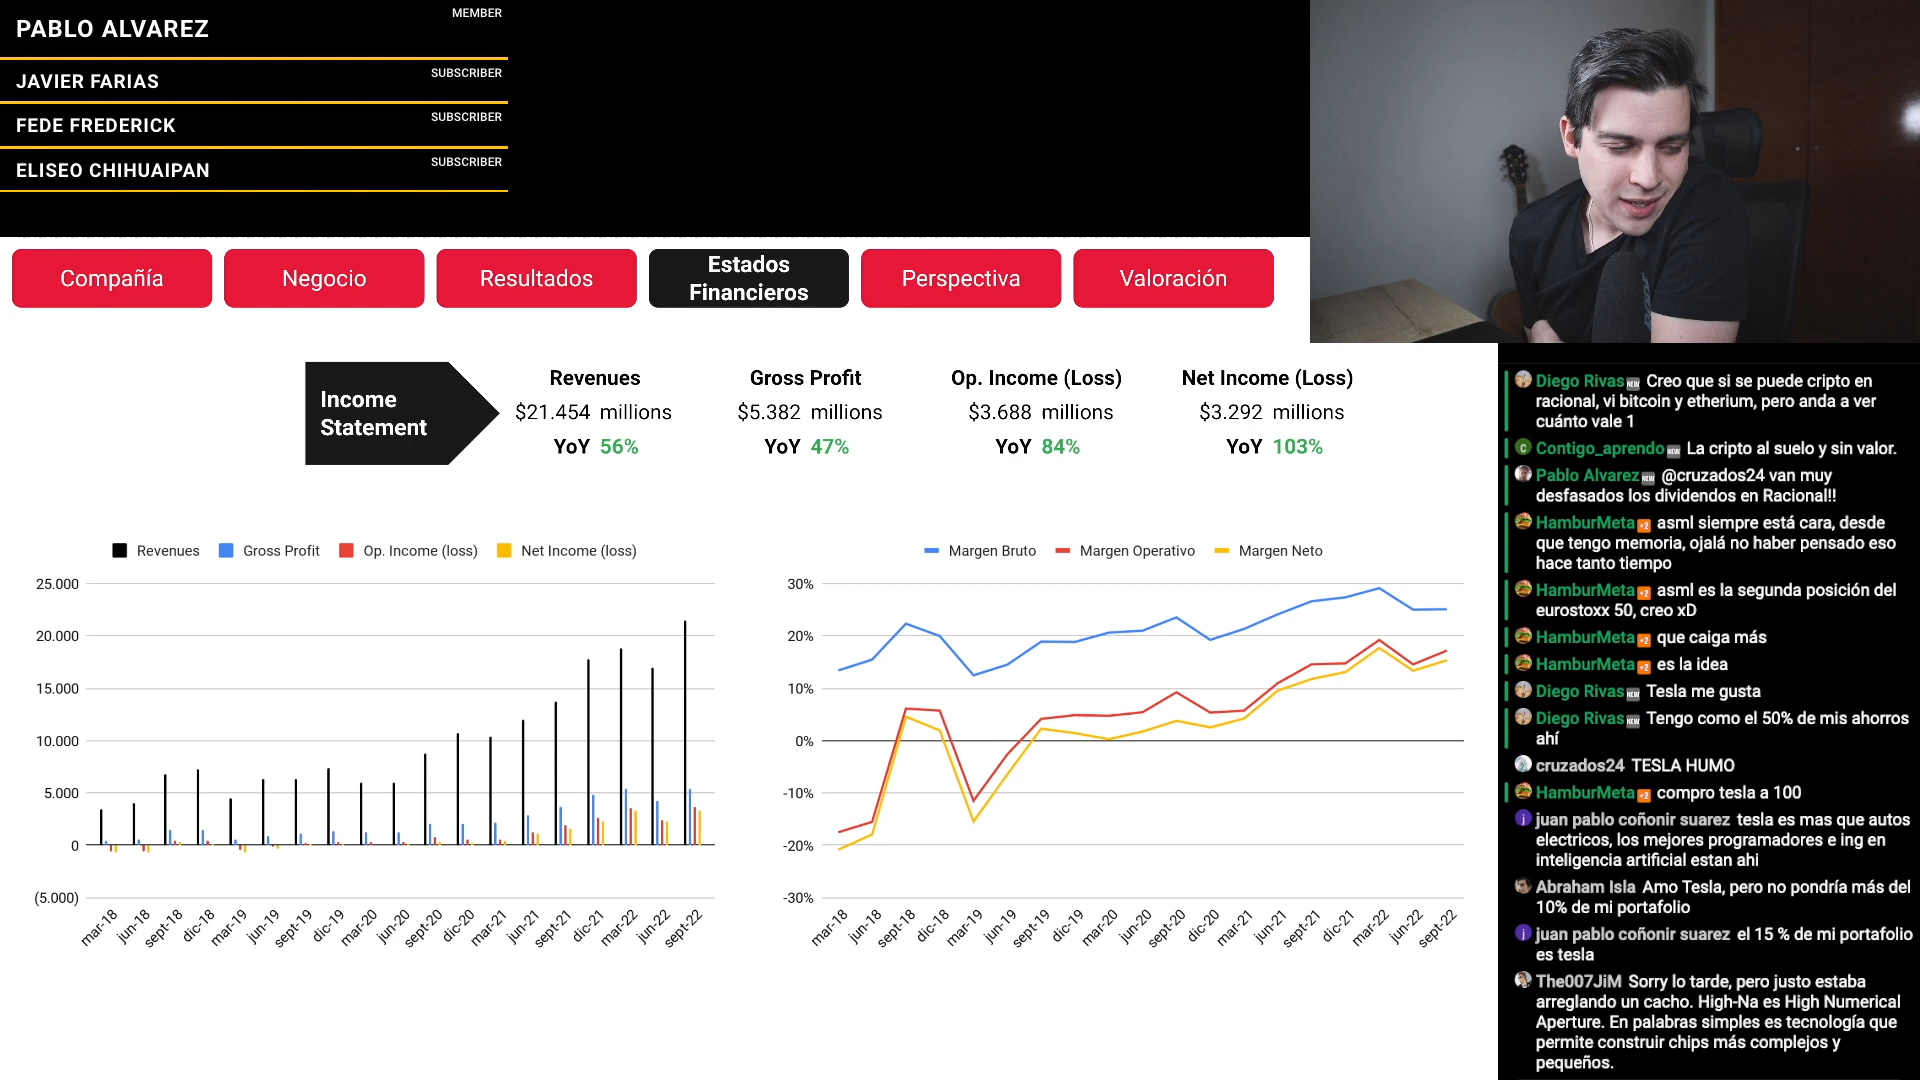 PABLO ALVAREZ
MEMBER
JAVIER FARIAS
SUBSCRIBER
FEDE FREDERICK
SUBSCRIBER
ELISEO CHIHUAIPAN
SUBSCRIBER
Compañía
Negocio
Resultados
Estados
Financieros
Perspectiva
Valoración
Income
Statement
Revenues
$21.454 millions
YoY 56%
Gross Profit
$5.382 millions
YoY 47%
Op. Income (Loss)
$3.688 millions
YoY 84%
Net Income (Loss)
$3.292 millions
YoY 103%
Revenues Gross Profit Op. Income (loss) Net Income (loss)
25.000
20.000
15.000
10.000
5.000
0
(5.000)
mar-18 jun-18 sept-18 dic-18 mar-19 jun-19 sept-19 dic-19 mar-20 jun-20 sept-20 dic-20 mar-21 jun-21 sept-21 dic-21 mar-22 jun-22 sept-22
Margen Bruto Margen Operativo Margen Neto
30%
20%
10%
0%
-10%
-20%
-30%
mar-18 jun-18 sept-18 dic-18 mar-19 jun-19 sept-19 dic-19 mar-20 jun-20 sept-20 dic-20 mar-21 jun-21 sept-21 dic-21 mar-22 jun-22 sept-22
Diego Rivas NEW Creo que si se puede cripto en
racional, vi bitcoin y etherium, pero anda a ver
cuánto vale 1
C Contigo_aprendo NEW La cripto al suelo y sin valor.
Pablo Alvarez NEW @cruzados24 van muy
desfasados los dividendos en Racional!!
HamburMeta +2 asml siempre está cara, desde
que tengo memoria, ojalá no haber pensado eso
hace tanto tiempo
HamburMeta +2 asml es la segunda posición del
eurostoxx 50, creo xD
HamburMeta +2 que caiga más
HamburMeta +2 es la idea
Diego Rivas NEW Tesla me gusta
Diego Rivas NEW Tengo como el 50% de mis ahorros
ahí
cruzados24 TESLA HUMO
HamburMeta +2 compro tesla a 100
j juan pablo coñonir suarez tesla es mas que autos
electricos, los mejores programadores e ing en
inteligencia artificial estan ahi
Abraham Isla Amo Tesla, pero no pondría más del
10% de mi portafolio
j juan pablo coñonir suarez el 15 % de mi portafolio
es tesla
The007JiM Sorry lo tarde, pero justo estaba
arreglando un cacho. High-Na es High Numerical
Aperture. En palabras simples es tecnología que
permite construir chips más complejos y
pequeños.